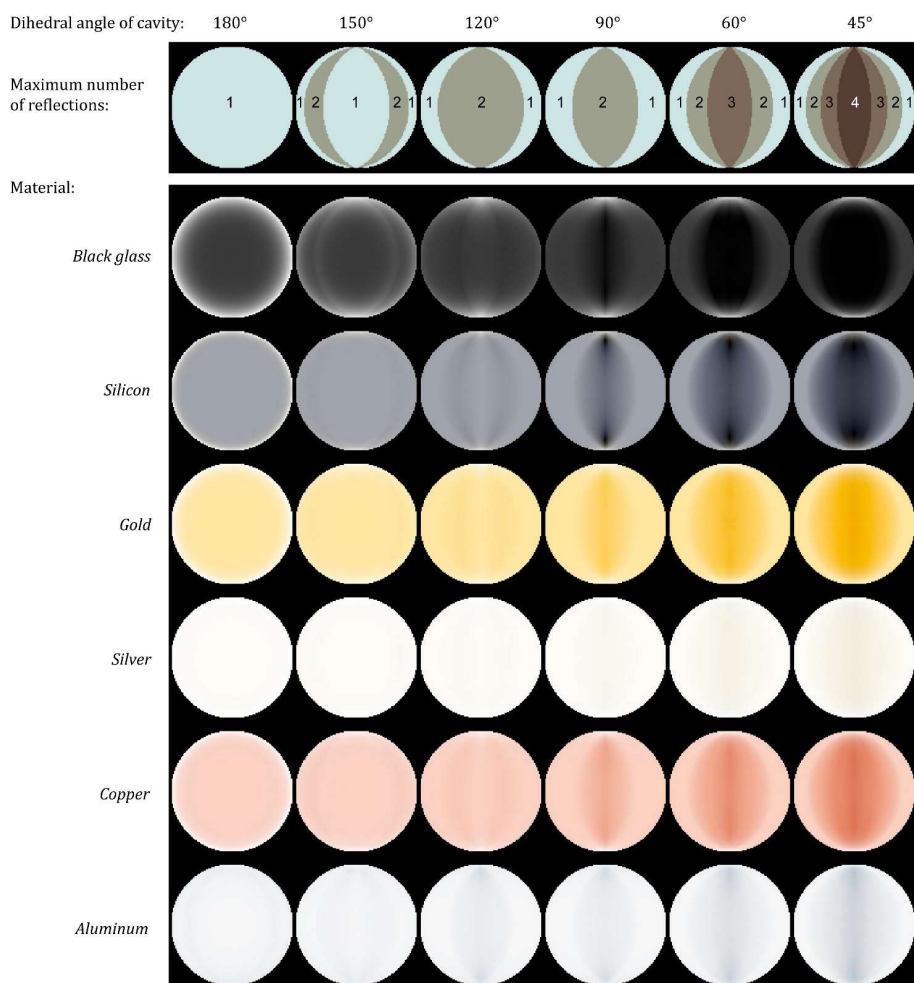 Dihedral angle of cavity: 180° 150° 120° 90° 60° 45°
Maximum number
of reflections:
1 1 2 1 2 1 1 2 1 1 2 1 1 2 3 2 1 1 2 3 4 3 2 1
Material:
Black glass
Silicon
Gold
Silver
Copper
Aluminum